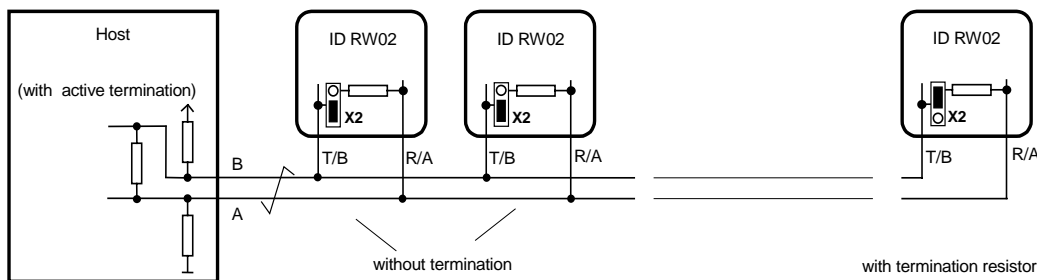 Host
(with active termination)
B
A
ID RW02
X2
T/B
R/A
ID RW02
X2
T/B
R/A
ID RW02
X2
T/B
R/A
without termination
with termination resistor